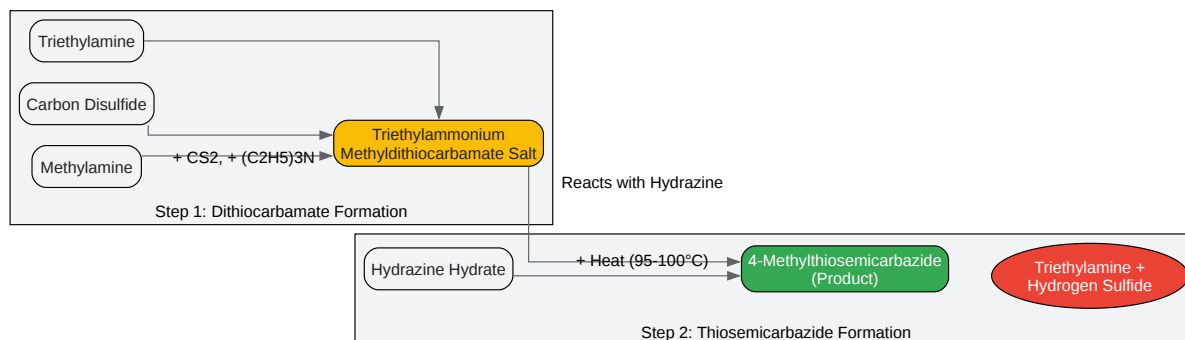 Triethylamine
Carbon Disulfide
Methylamine
+ CS2, + (C2H5)3N
Triethylammonium
Methyldithiocarbamate Salt
Step 1: Dithiocarbamate Formation
Reacts with Hydrazine
Hydrazine Hydrate
+ Heat (95-100°C)
4-Methylthiosemicarbazide
(Product)
Triethylamine +
Hydrogen Sulfide
Step 2: Thiosemicarbazide Formation